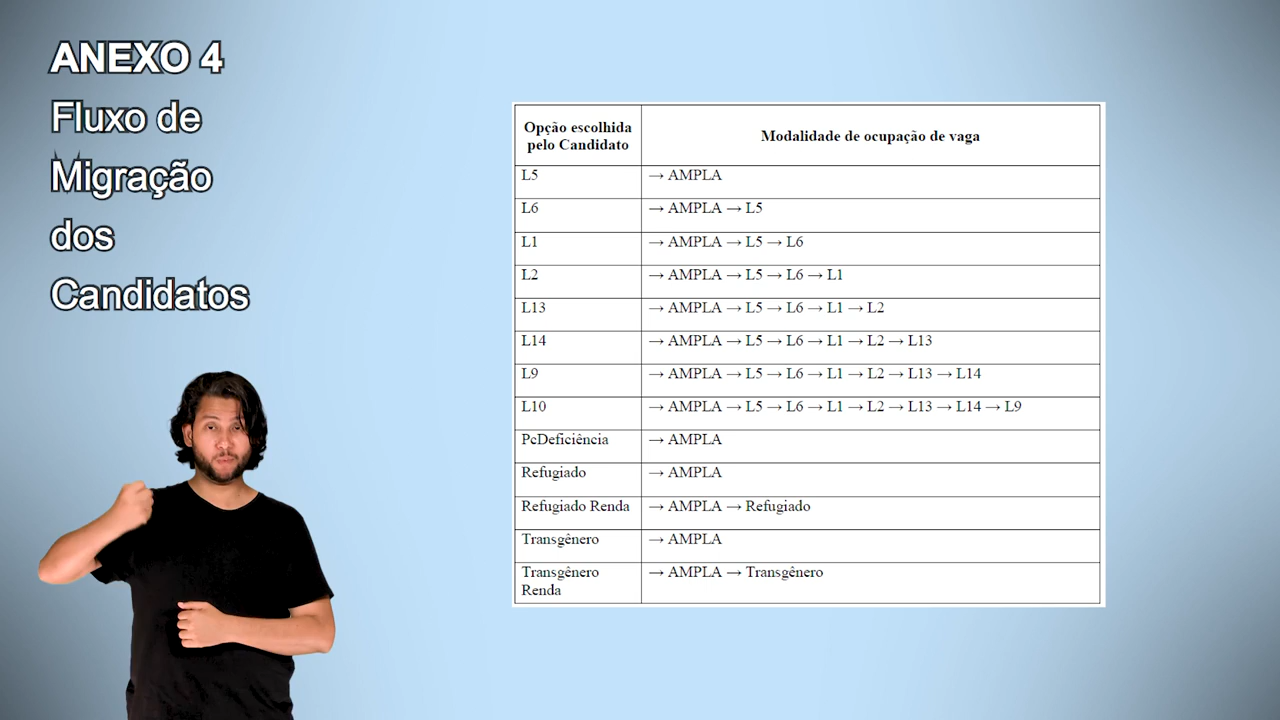 ANEXO 4
Fluxo de
Migração
dos
Candidatos
Opção escolhida
pelo Candidato
Modalidade de ocupação de vaga
L5 → AMPLA
L6 → AMPLA → L5
L1 → AMPLA → L5 → L6
L2 → AMPLA → L5 → L6 → L1
L13 → AMPLA → L5 → L6 → L1 → L2
L14 → AMPLA → L5 → L6 → L1 → L2 → L13
L9 → AMPLA → L5 → L6 → L1 → L2 → L13 → L14
L10 → AMPLA → L5 → L6 → L1 → L2 → L13 → L14 → L9
PcDeficiência → AMPLA
Refugiado → AMPLA
Refugiado Renda → AMPLA → Refugiado
Transgênero → AMPLA
Transgênero → AMPLA → Transgênero
Renda